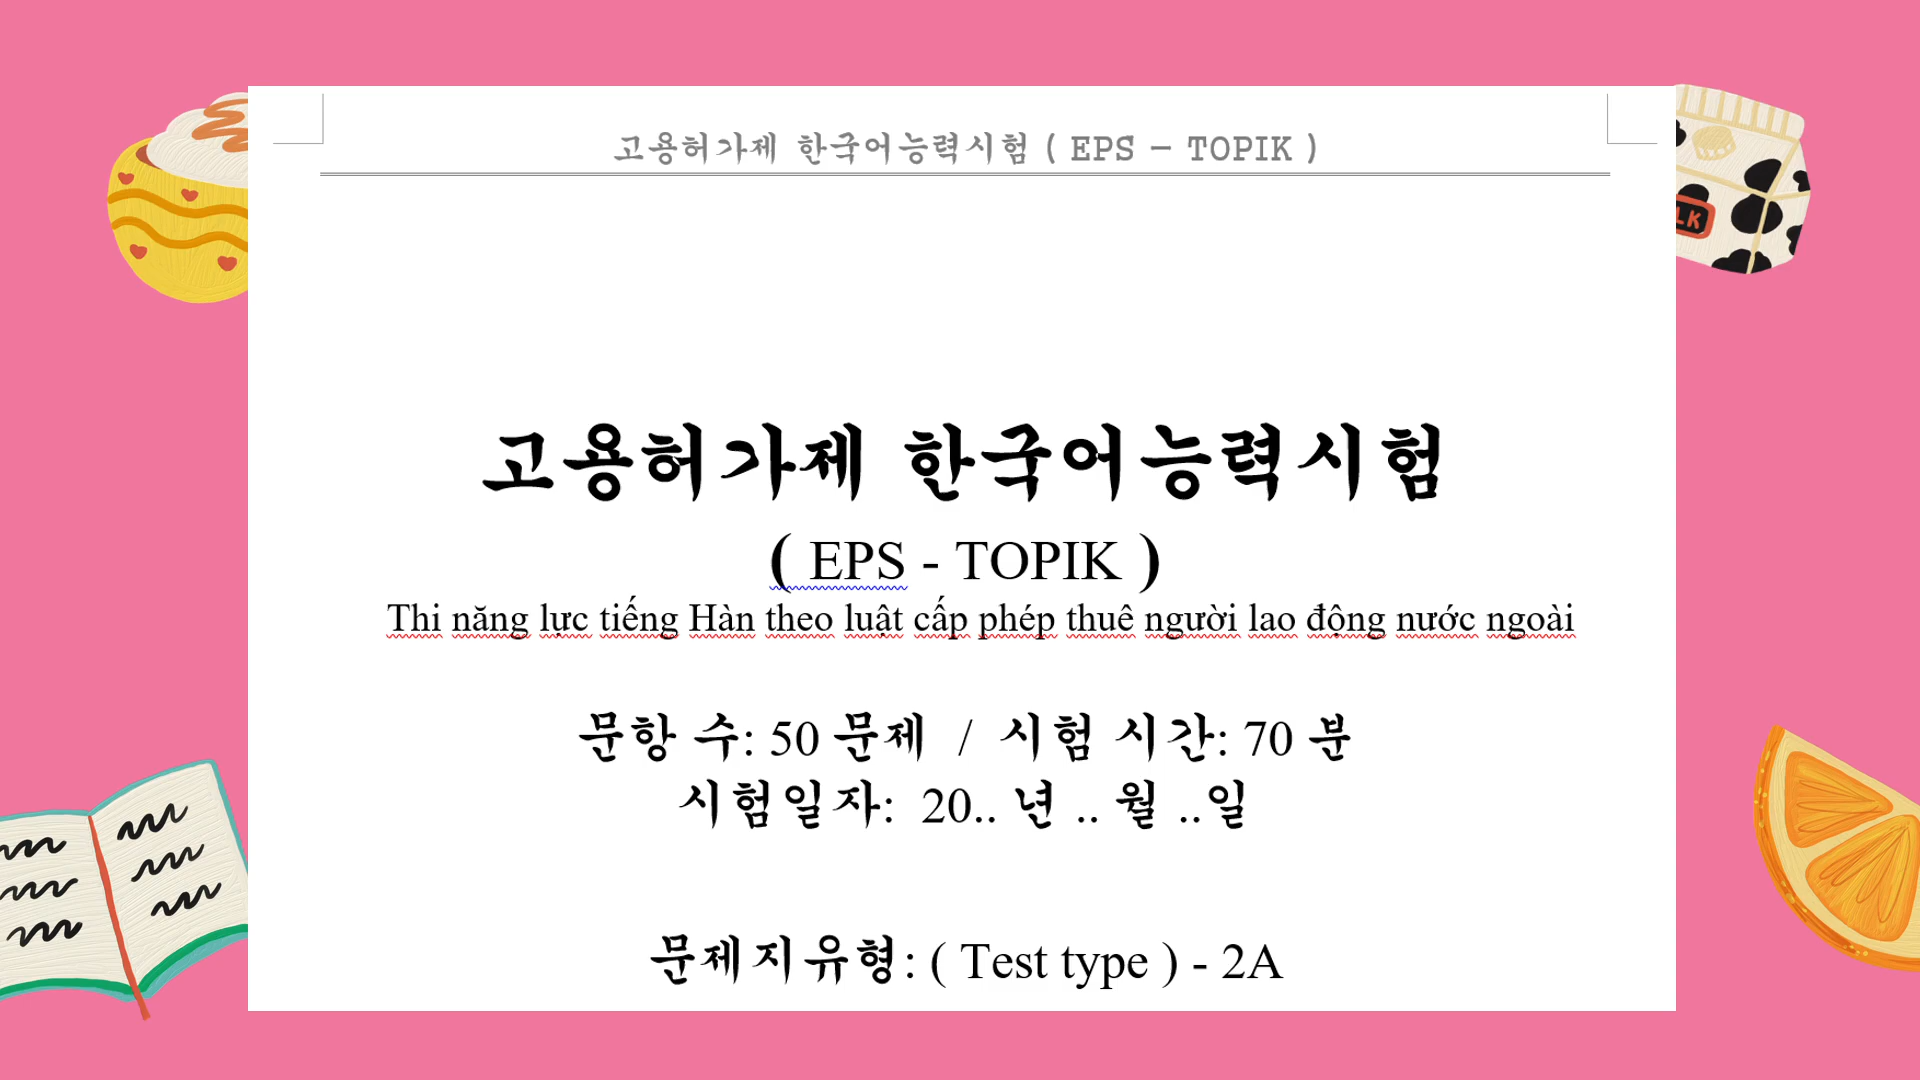 고용허가제 한국어능력시험 ( EPS – TOPIK )
LK
고용허가제 한국어능력시험
( EPS - TOPIK )
Thi năng lực tiếng Hàn theo luật cấp phép thuê người lao động nước ngoài
문항 수: 50 문제 / 시험 시간: 70 분
시험일자: 20.. 년 .. 월 ..일
문제지유형: ( Test type ) - 2A